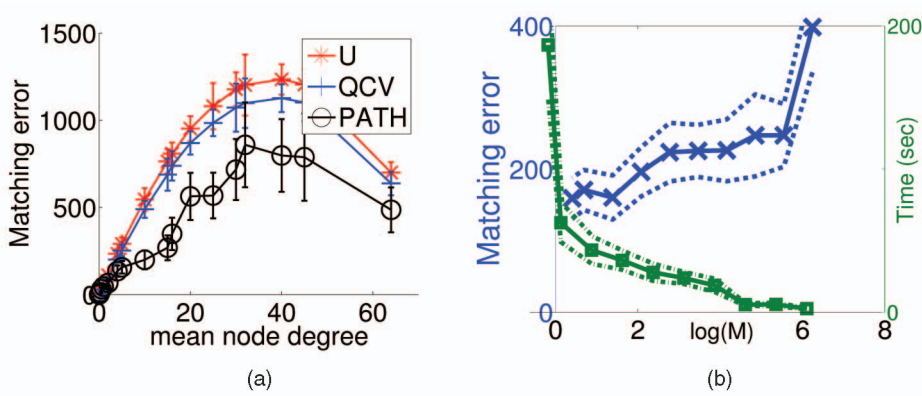 1500
1000
500
0
Matching error
0
20
40
60
mean node degree
U
QCV
PATH
(a)
400
200
0
Matching error
0
2
4
6
8
log(M)
200
0
Time (sec)
(b)